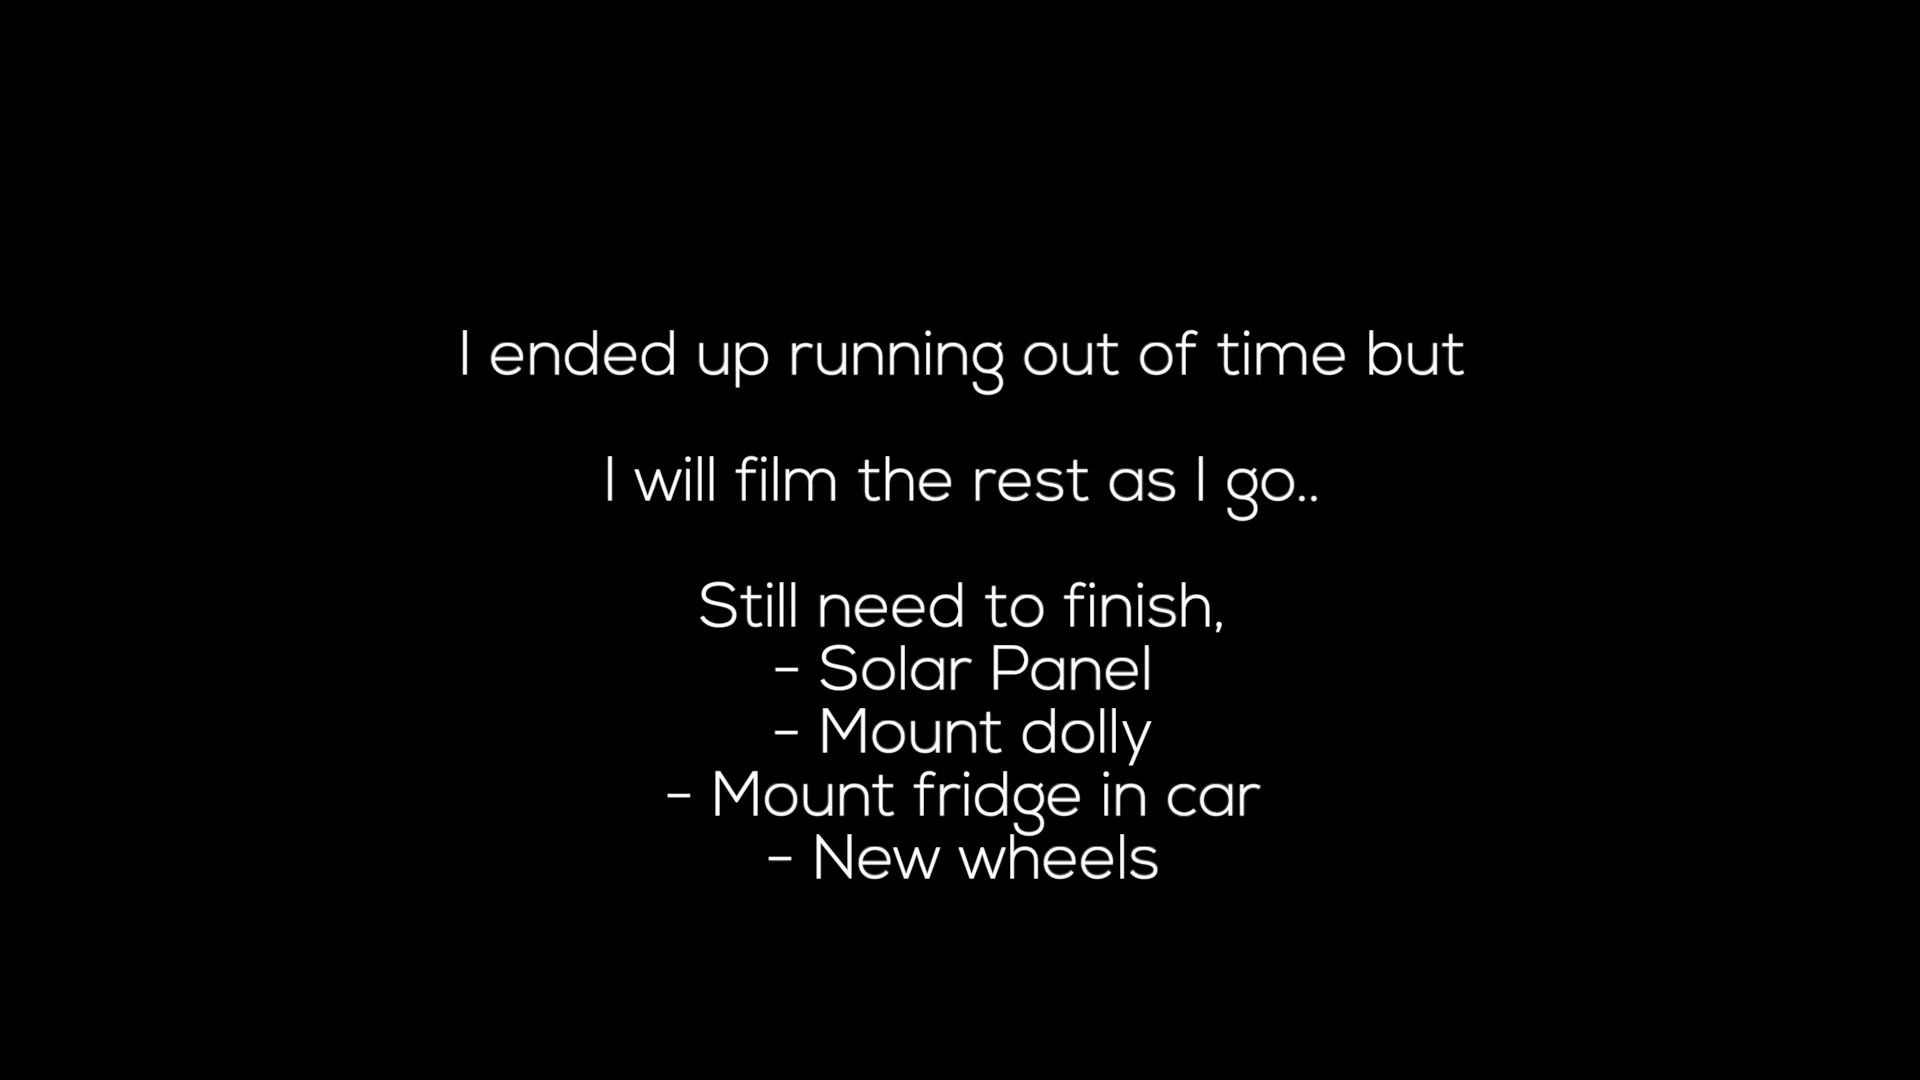 I ended up running out of time but
I will film the rest as I go..
Still need to finish,
- Solar Panel
- Mount dolly
- Mount fridge in car
- New wheels